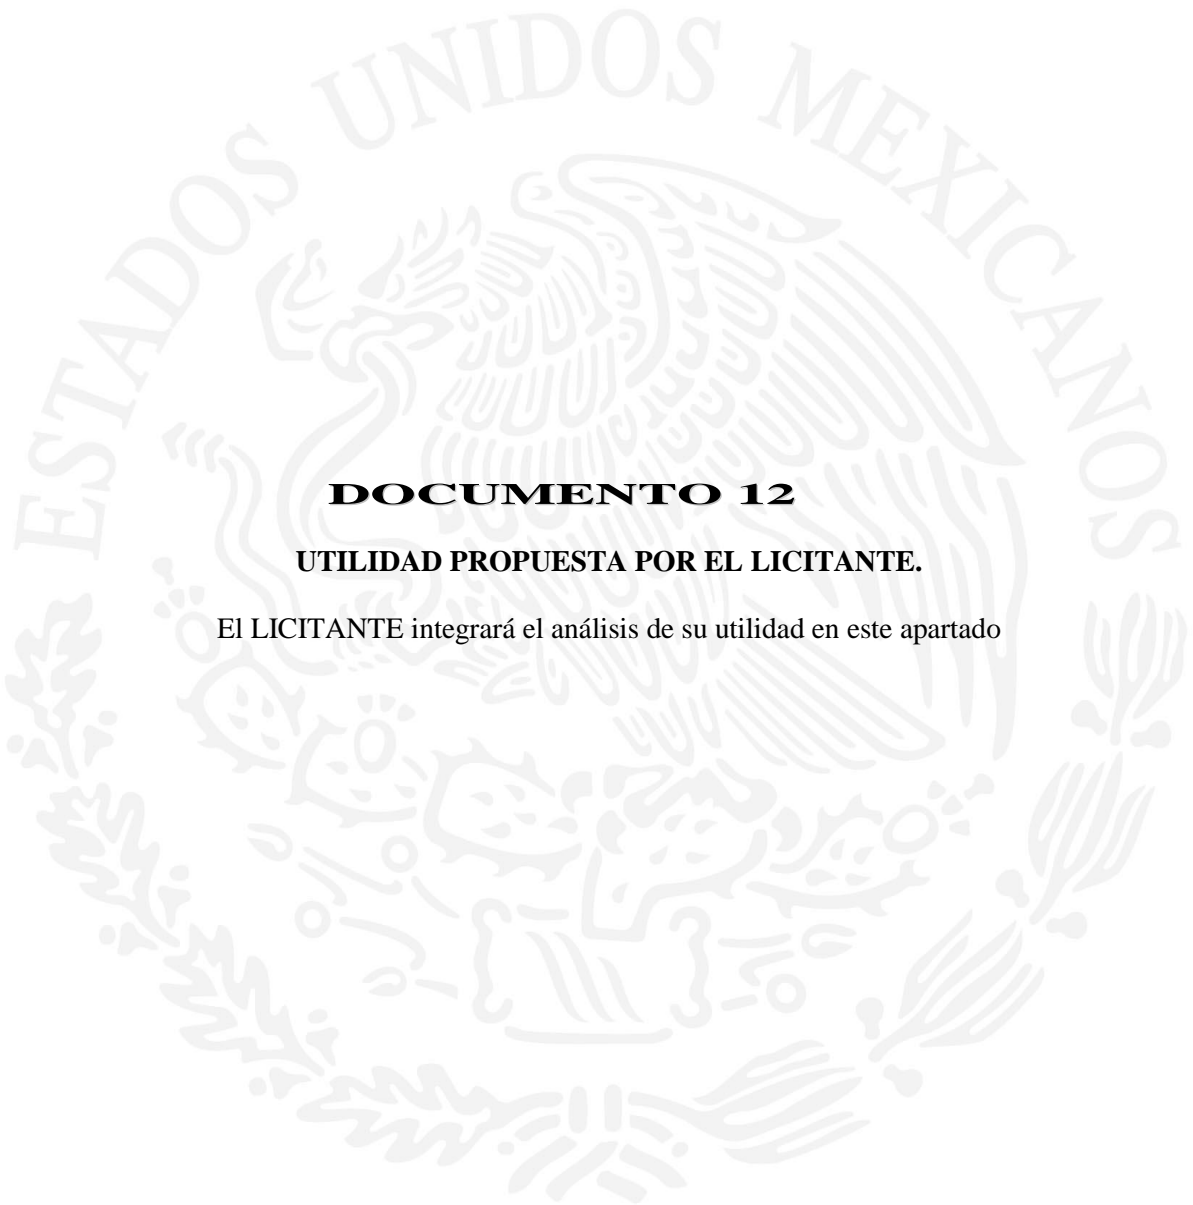 ESTADOS UNIDOS MEXICANOS
DOCUMENTO 12
UTILIDAD PROPUESTA POR EL LICITANTE.
El LICITANTE integrará el análisis de su utilidad en este apartado